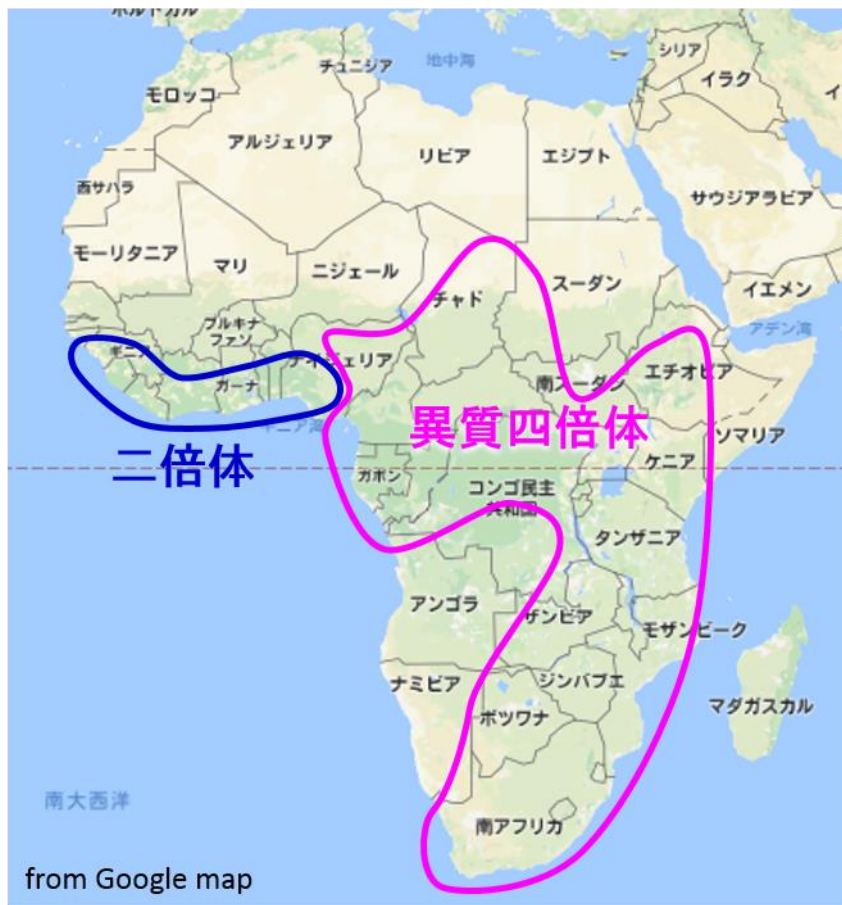 ポルトガル
シリア
チュニジア
地中海
イラク
モロッコ
アルジェリア
リビア
エジプト
西サハラ
サウジアラビア
モーリタニア
マリ
ニジェール
チャド
スーダン
イエメン
アデン湾
ブルキナ
ファソ
ギニア
ナイジェリア
ガーナ
南スーダン
エチオピア
ギニア湾
異質四倍体
ソマリア
二倍体
ガボン
ケニア
コンゴ民主
共和国
タンザニア
アンゴラ
ザンビア
モザンビーク
ナミビア
ジンバブエ
ボツワナ
マダガスカル
南大西洋
南アフリカ
from Google map